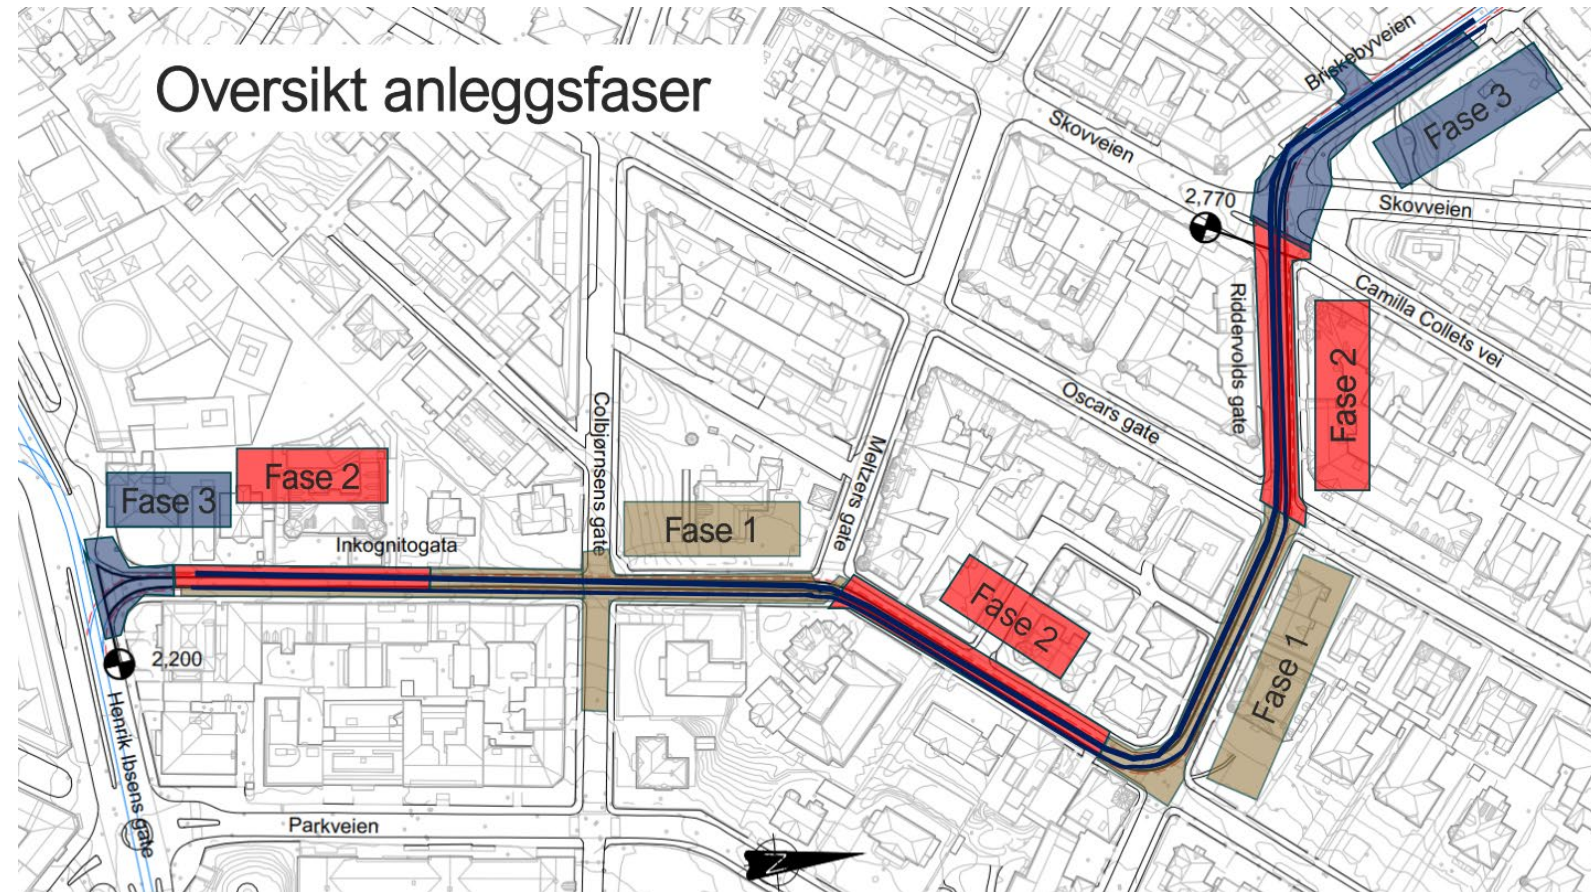 Oversikt anleggsfaser
Briskebyveien
Fase 3
Skovveien
2,770
Skovveien
Camilla Collets vei
Riddervolds gate
Fase 2
Oscars gate
Colbjørnsens gate
Meltzers gate
Fase 2
Fase 3
Fase 1
Inkognitogata
Fase 2
Fase 1
2,200
Henrik Ibsens gate
Parkveien
N